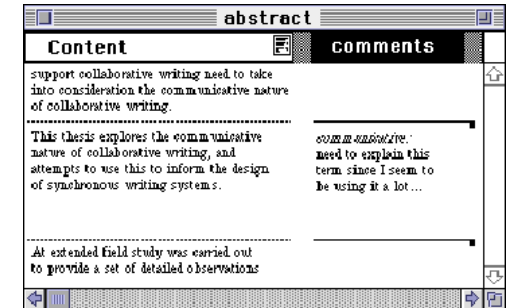 abstract
Content
comments
support collaborative writing need to take
into consideration the communicative nature
of collaborative writing.
This thesis explores the communicative
nature of collaborative writing, and
attempts to use this to inform the design
of synchronous writing systems.
communicative:
need to explain this
term since I seem to
be using it a lot...
At extended field study was carried out
to provide a set of detailed observations